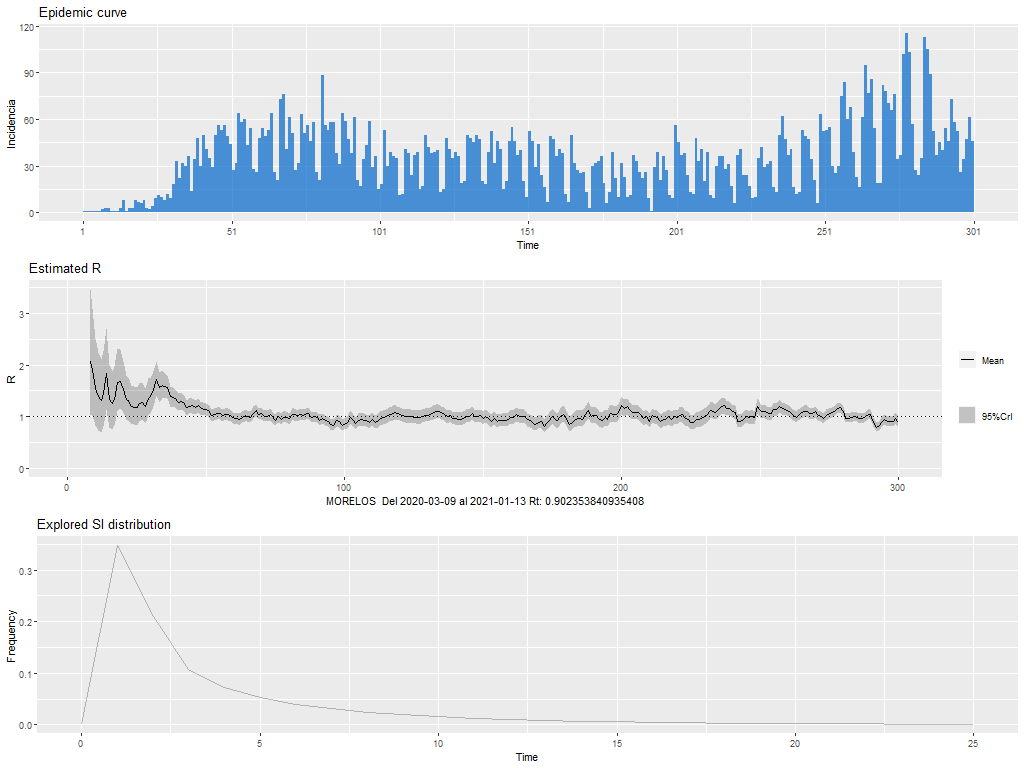 Epidemic curve
120
90
60
30
0
Incidencia
1 51 101 151 201 251 301
Time
Estimated R
3
2
1
0
R
Mean
95%CrI
0 100 200 300
MORELOS Del 2020-03-09 al 2021-01-13 Rt: 0.902353840935408
Explored SI distribution
0.3
0.2
0.1
0.0
Frequency
0 5 10 15 20 25
Time